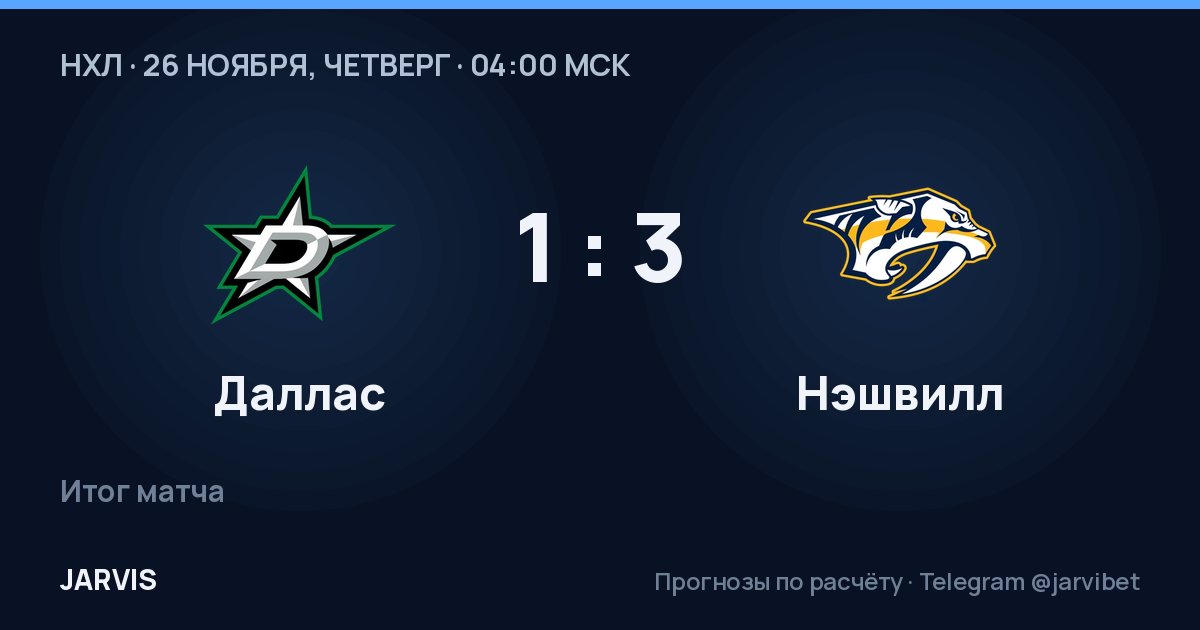 НХЛ · 26 НОЯБРЯ, ЧЕТВЕРГ · 04:00 МСК
D
1 : 3
Даллас
Нэшвилл
Итог матча
JARVIS
Прогнозы по расчёту · Telegram @jarvibet